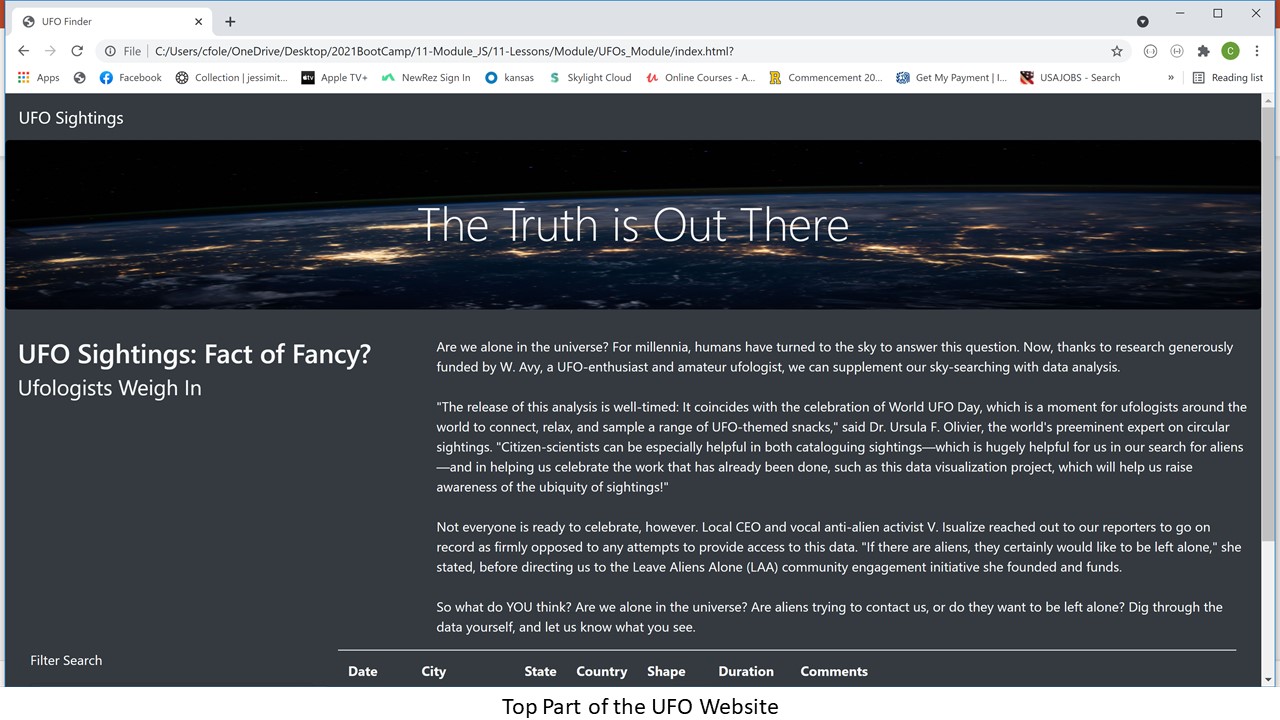 UFO Finder
File
C:/Users/cfole/OneDrive/Desktop/2021BootCamp/11-Module_JS/11-Lessons/Module/UFOs_Module/index.html?
C
Apps
Facebook
Collection | jessimit...
Apple TV+
NewRez Sign In
kansas
Skylight Cloud
Online Courses - A...
Commencement 20...
Get My Payment | I...
USAJOBS - Search
»
Reading list
UFO Sightings
The Truth is Out There
UFO Sightings: Fact of Fancy?
Ufologists Weigh In
Are we alone in the universe? For millennia, humans have turned to the sky to answer this question. Now, thanks to research generously
funded by W. Avy, a UFO-enthusiast and amateur ufologist, we can supplement our sky-searching with data analysis.
"The release of this analysis is well-timed: It coincides with the celebration of World UFO Day, which is a moment for ufologists around the
world to connect, relax, and sample a range of UFO-themed snacks," said Dr. Ursula F. Olivier, the world's preeminent expert on circular
sightings. "Citizen-scientists can be especially helpful in both cataloguing sightings—which is hugely helpful for us in our search for aliens
—and in helping us celebrate the work that has already been done, such as this data visualization project, which will help us raise
awareness of the ubiquity of sightings!"
Not everyone is ready to celebrate, however. Local CEO and vocal anti-alien activist V. Isualize reached out to our reporters to go on
record as firmly opposed to any attempts to provide access to this data. "If there are aliens, they certainly would like to be left alone," she
stated, before directing us to the Leave Aliens Alone (LAA) community engagement initiative she founded and funds.
So what do YOU think? Are we alone in the universe? Are aliens trying to contact us, or do they want to be left alone? Dig through the
data yourself, and let us know what you see.
Filter Search
Date City State Country Shape Duration Comments
Top Part of the UFO Website